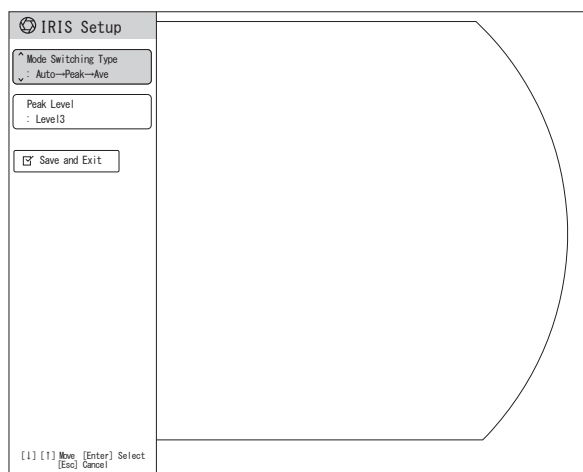 IRIS Setup
Mode Switching Type
: Auto→Peak→Ave
Peak Level
: Level3
Save and Exit
[↓] [↑] Move [Enter] Select
[Esc] Cancel